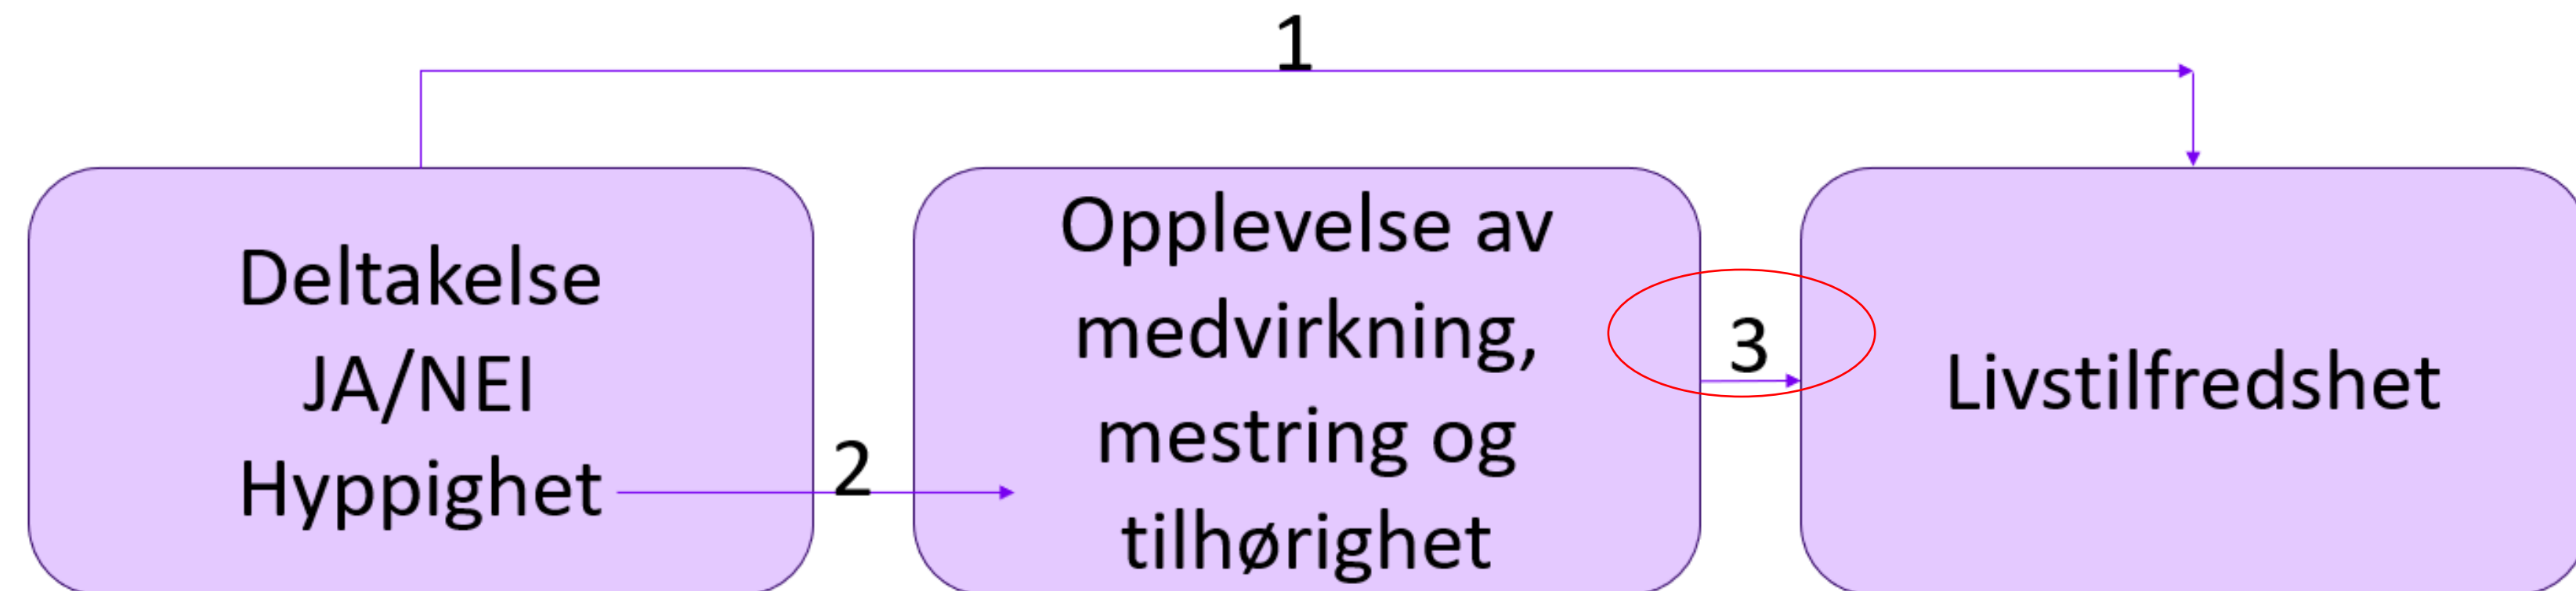 1
Deltakelse
JA/NEI
Hyppighet
2
Opplevelse av
medvirkning,
mestring og
tilhørighet
3
Livstilfredshet